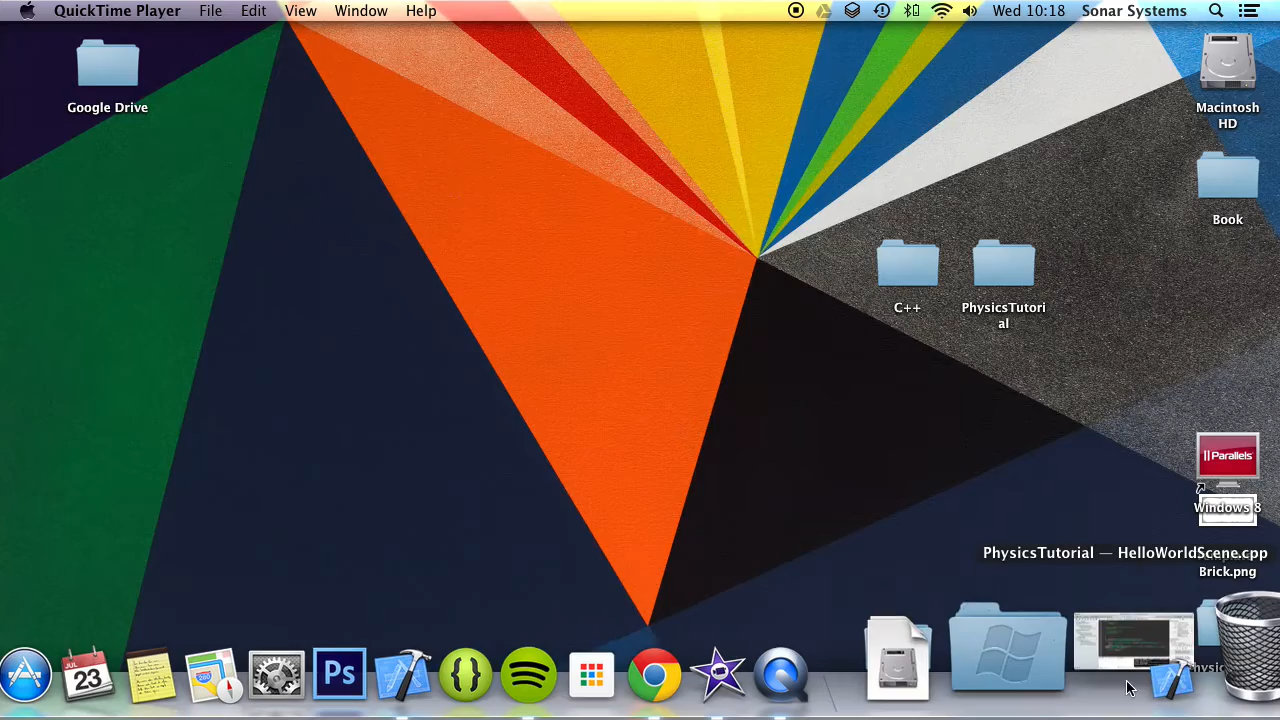 QuickTime Player File Edit View Window Help Wed 10:18 Sonar Systems
Google Drive
Macintosh
HD
Book
C++
PhysicsTutori
al
Parallels
Windows 8
PhysicsTutorial — HelloWorldScene.cpp
Brick.png
JUL
23
280
Ps
{}